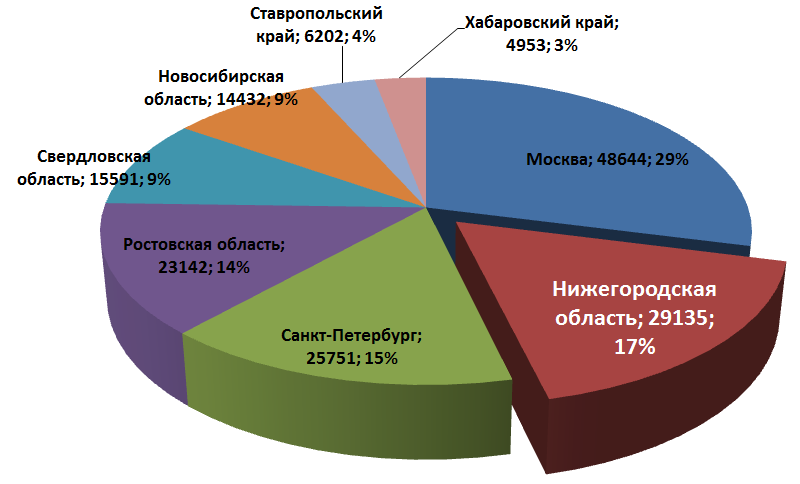 Ставропольский
край; 6202; 4%
Хабаровский край;
4953; 3%
Новосибирская
область; 14432; 9%
Москва; 48644; 29%
Свердловская
область; 15591; 9%
Ростовская область;
23142; 14%
Нижегородская
область; 29135;
17%
Санкт-Петербург;
25751; 15%